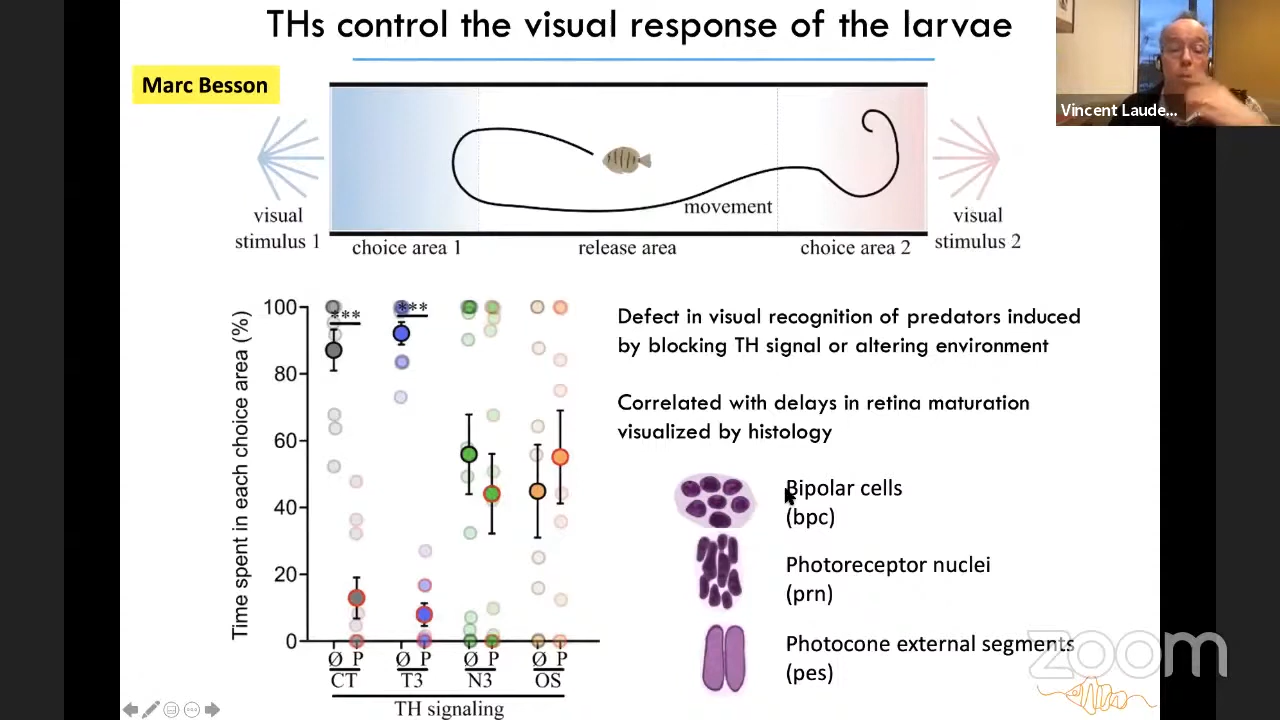 THs control the visual response of the larvae
Marc Besson
Vincent Laude...
visual
stimulus 1
movement
visual
stimulus 2
choice area 1
release area
choice area 2
Time spent in each choice area (%)
100
80
60
40
20
0
***
***
Ø P
Ø P
Ø P
Ø P
CT
T3
N3
OS
TH signaling
Defect in visual recognition of predators induced
by blocking TH signal or altering environment
Correlated with delays in retina maturation
visualized by histology
Bipolar cells
(bpc)
Photoreceptor nuclei
(prn)
Photocone external segments
(pes)
zoom